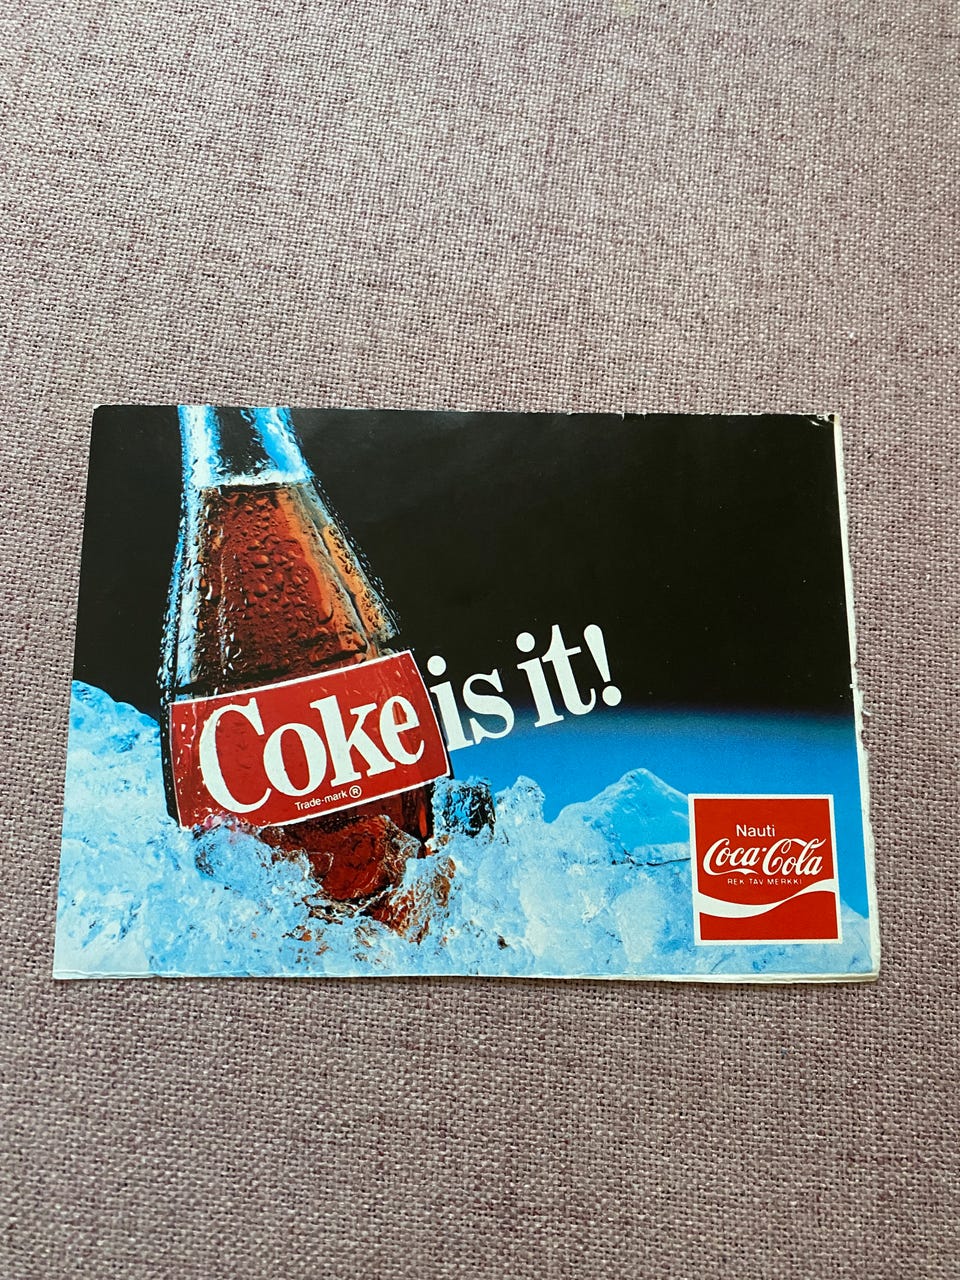 Coke is it!
Trade-mark ®
Nauti
Coca-Cola
REK TAV MERKKI